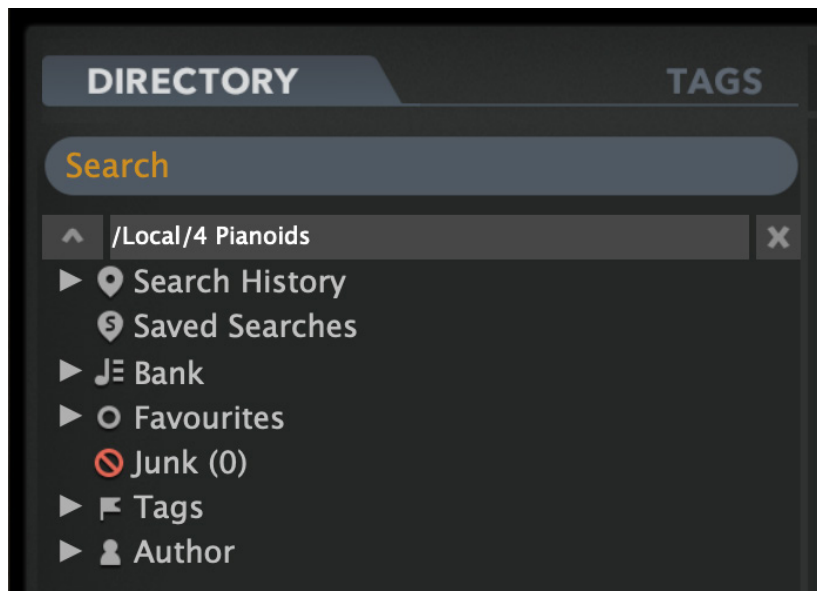 DIRECTORY TAGS
Search
/Local/4 Pianoids
Search History
Saved Searches
Bank
Favourites
Junk (0)
Tags
Author